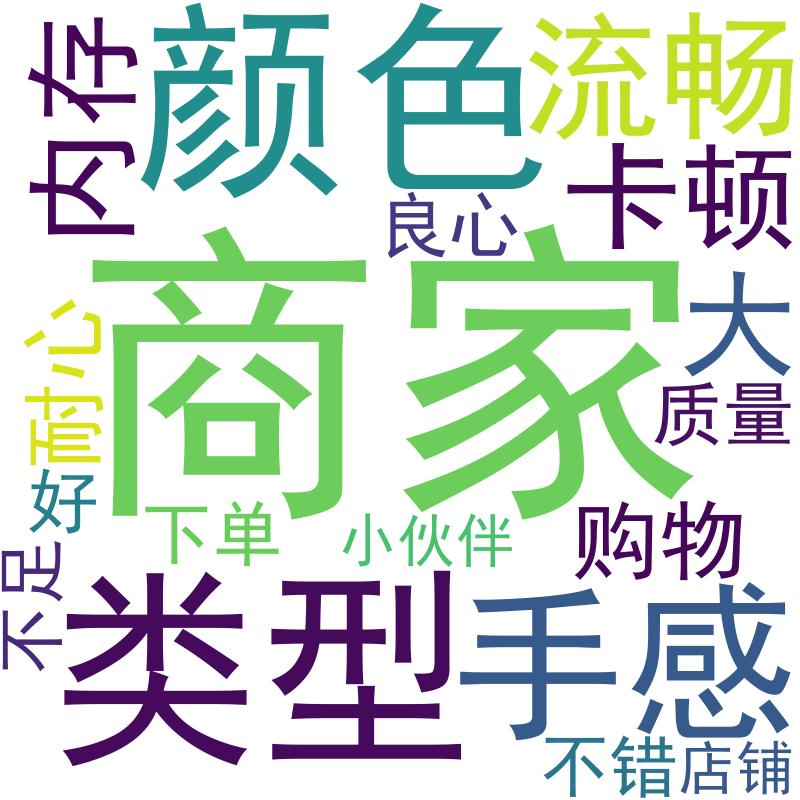 内存
颜色
流畅
卡顿
良心
商家
大
耐心
质量
好
下单
小伙伴
购物
不足
类型
手感
不错
店铺